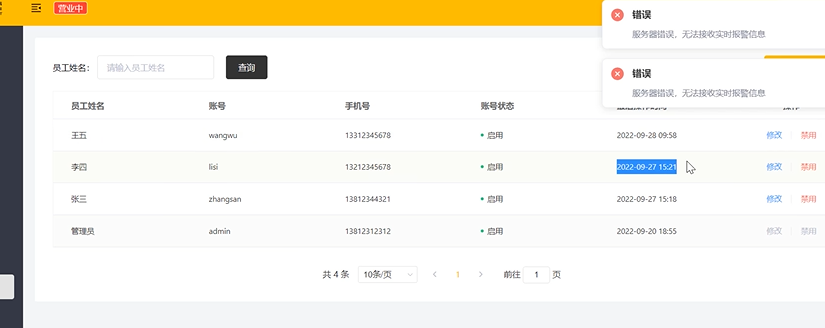 营业中
错误
服务器错误，无法接收实时报警信息
错误
服务器错误，无法接收实时报警信息
员工姓名： 请输入员工姓名 查询
员工姓名 账号 手机号 账号状态
王五 wangwu 13312345678 启用 2022-09-28 09:58 修改 禁用
李四 lisi 13212345678 启用 2022-09-27 15:21 修改 禁用
张三 zhangsan 13812344321 启用 2022-09-27 15:18 修改 禁用
管理员 admin 13812312312 启用 2022-09-20 18:55 修改 禁用
共 4 条 10条/页 1 前往 1 页